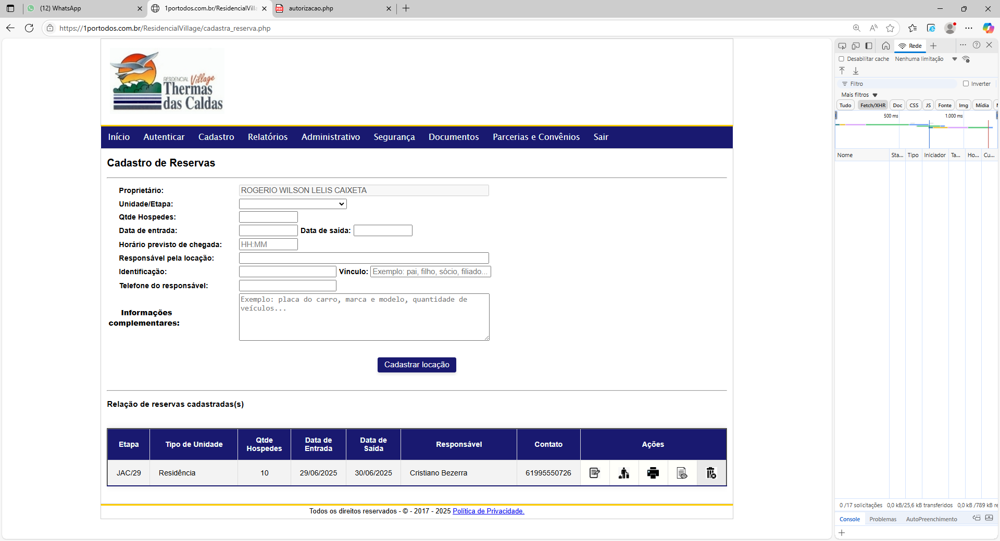 (12) WhatsApp
1portodos.com.br/ResidencialVilla
autorizacao.php
https://1portodos.com.br/ResidencialVillage/cadastra_reserva.php
RESIDENCIAL Village
Thermas
das Caldas
Início Autenticar Cadastro Relatórios Administrativo Segurança Documentos Parcerias e Convênios Sair
Cadastro de Reservas
Proprietário: ROGERIO WILSON LELIS CAIXETA
Unidade/Etapa:
Qtde Hospedes:
Data de entrada: Data de saída:
Horário previsto de chegada: HH:MM
Responsável pela locação:
Identificação: Vínculo: Exemplo: pai, filho, sócio, filiado...
Telefone do responsável:
Informações
complementares:
Exemplo: placa do carro, marca e modelo, quantidade de
veículos...
Cadastrar locação
Relação de reservas cadastradas(s)
Etapa Tipo de Unidade Qtde Hospedes Data de Entrada Data de Saída Responsável Contato Ações
JAC/29 Residência 10 29/06/2025 30/06/2025 Cristiano Bezerra 61995550726
Todos os direitos reservados - © - 2017 - 2025 Política de Privacidade.
Rede
Desabilitar cache Nenhuma limitação
Filtro Inverter
Mais filtros
Tudo Fetch/XHR Doc CSS JS Fonte Img Mídia
500 ms 1.000 ms
Nome Sta... Tipo Iniciador Ta... Ho... Cu...
0 /17 solicitações 0,0 kB/25,6 kB transferidos 0,0 kB /789 kB re
Console Problemas AutoPreenchimento